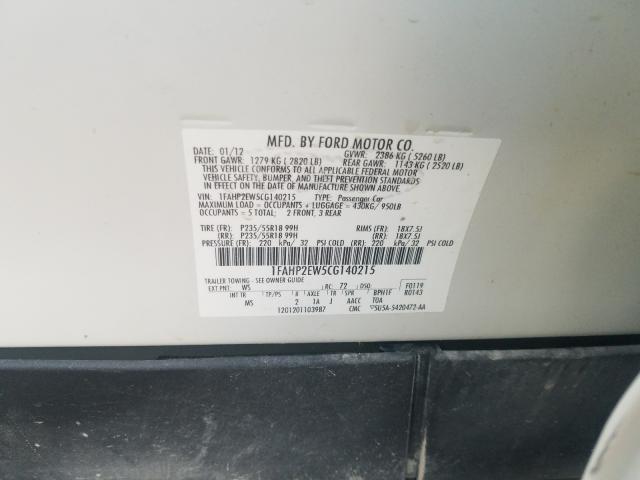 MFD. BY FORD MOTOR CO.
DATE: 01/12 GVWR: 2386 KG ( 5260 LB)
FRONT GAWR: 1279 KG ( 2820 LB) REAR GAWR: 1143 KG ( 2520 LB)
THIS VEHICLE CONFORMS TO ALL APPLICABLE FEDERAL MOTOR
VEHICLE SAFETY, BUMPER, AND THEFT PREVENTION STANDARDS
IN EFFECT ON THE DATE OF MANUFACTURE SHOWN ABOVE.
VIN: 1FAHP2EW5CG140215 TYPE: Passenger Car
MAXIMUM LOAD = OCCUPANTS + LUGGAGE = 430KG/ 950LB
OCCUPANTS = 5 TOTAL; 2 FRONT, 3 REAR
TIRE (FR): P235/55R18 99H RIMS (FR): 18X7.5J
(RR): P235/55R18 99H (RR): 18X7.5J
PRESSURE (FR): 220 kPa/ 32 PSI COLD (RR): 220 kPa/ 32 PSI COLD
1FAHP2EW5CG140215
TRAILER TOWING - SEE OWNER GUIDE
EXT PNT: WS RC: 72 DSO: F0119
INT TR TP/PS R AXLE TR SPR BPH1F R0143
MS 2 1A J AACC TOA
1201201103987 CMC